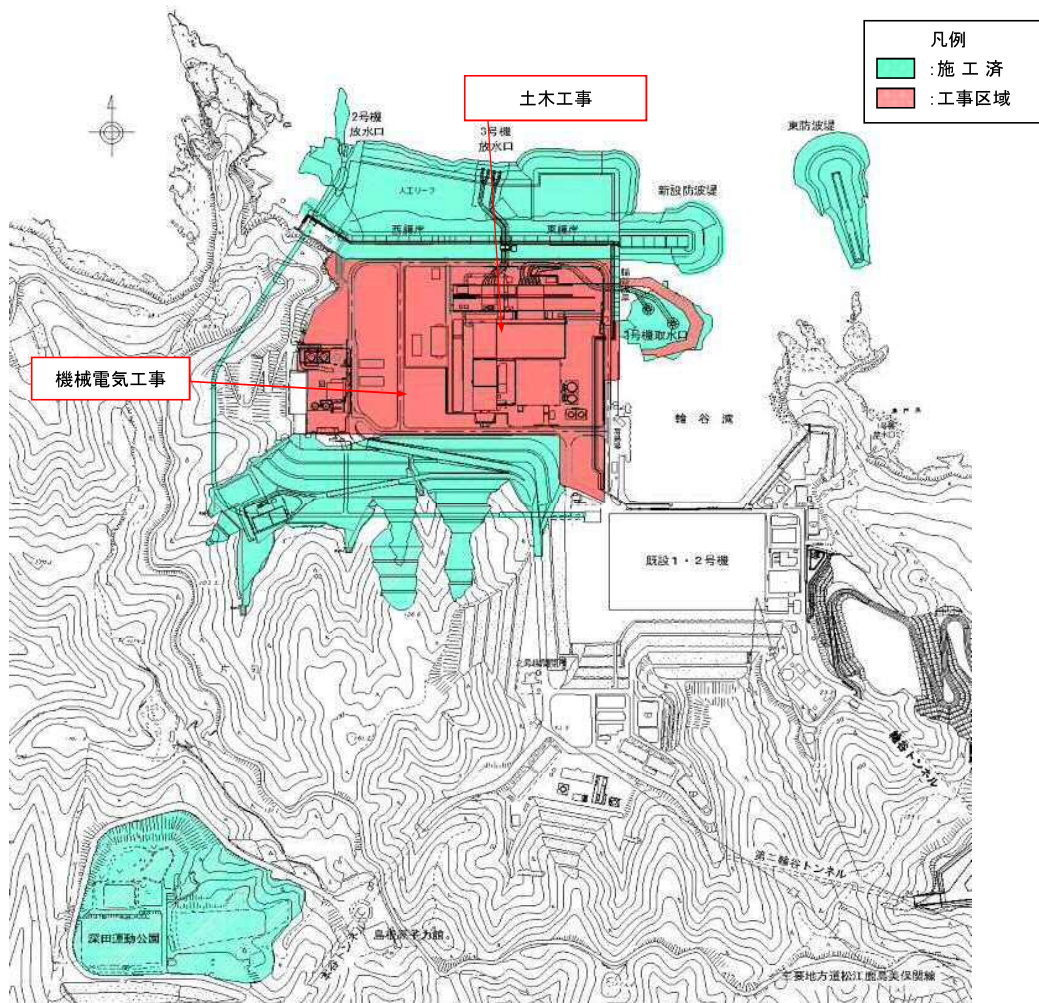 凡例
:施 工 済
:工事区域
土木工事
2号機
放水口
3号機
放水口
東防波堤
人工リーフ
新設防波堤
西護岸
東護岸
3号機取水口
機械電気工事
輪谷湾
既設1・2号機
輪谷トンネル
第二輪谷トンネル
深田運動公園
島根原子力館
主要地方道松江鹿島美保関線